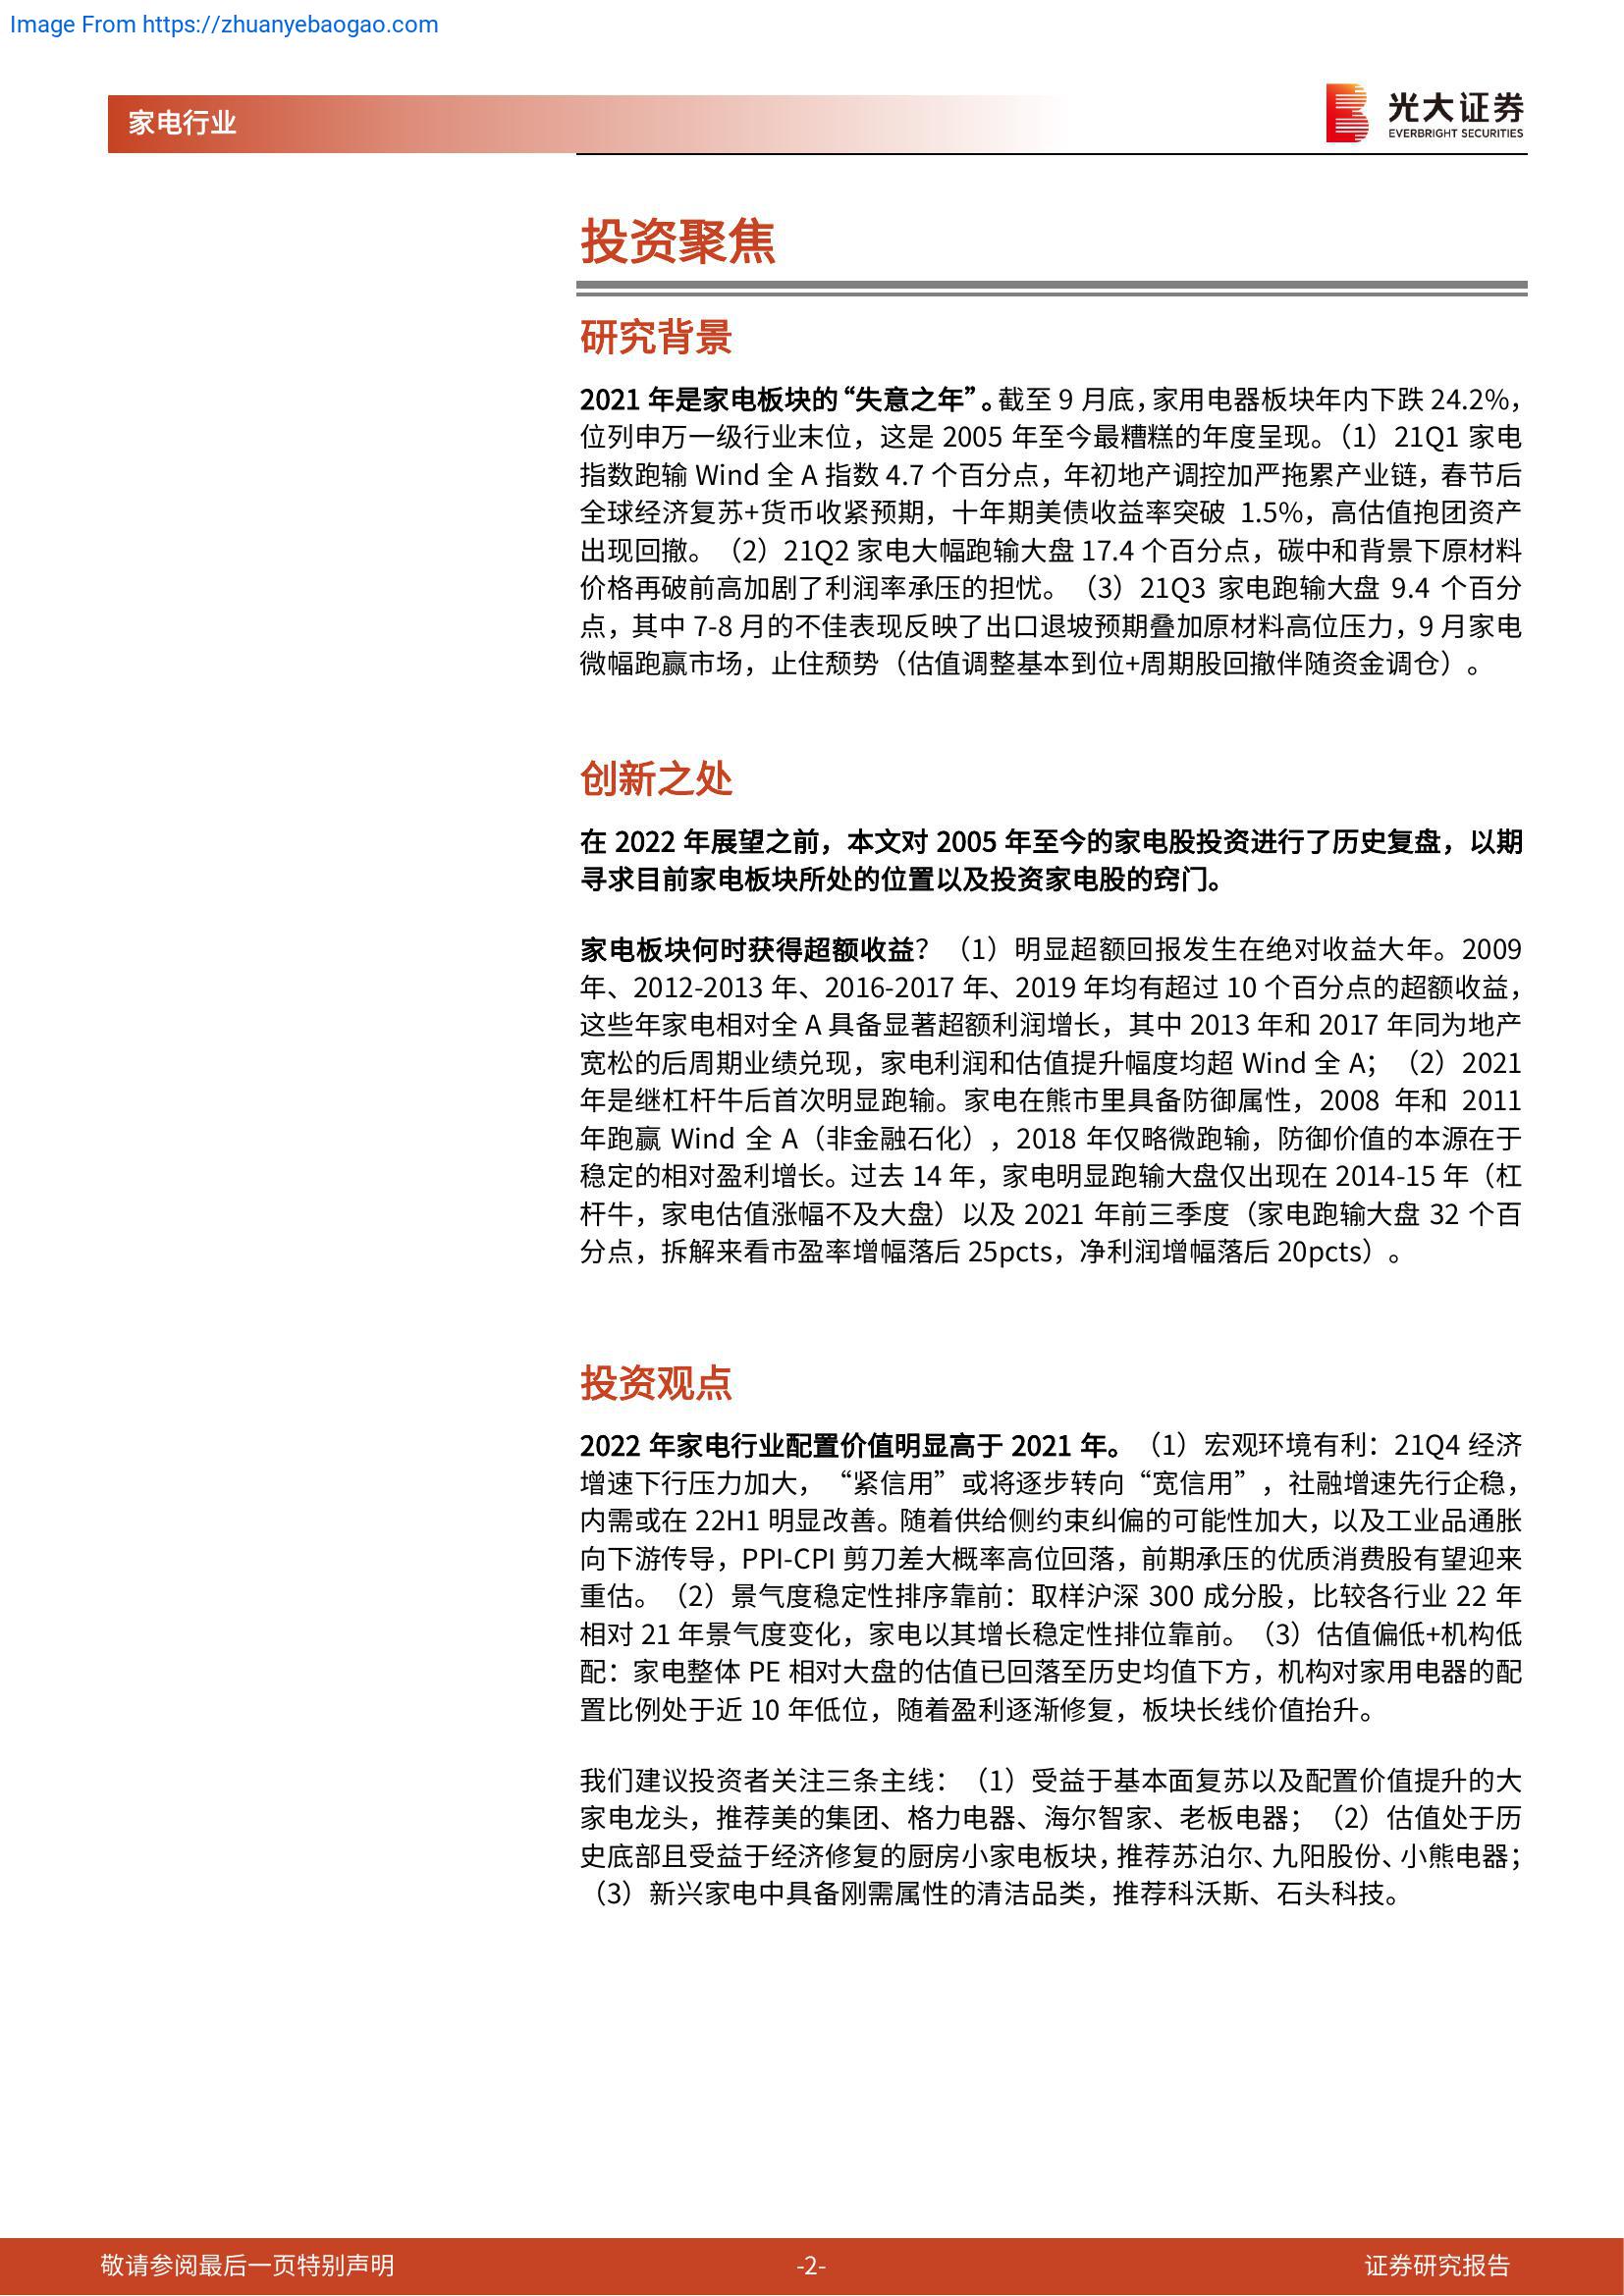 Image From https://zhuanyebaogao.com
家电行业
光大证券
EVERBRIGHT SECURITIES
投资聚焦
研究背景
2021 年是家电板块的“失意之年”。截至 9 月底，家用电器板块年内下跌 24.2%，
位列申万一级行业末位，这是 2005 年至今最糟糕的年度呈现。（1）21Q1 家电
指数跑输 Wind 全 A 指数 4.7 个百分点，年初地产调控加严拖累产业链，春节后
全球经济复苏+货币收紧预期，十年期美债收益率突破 1.5%，高估值抱团资产
出现回撤。（2）21Q2 家电大幅跑输大盘 17.4 个百分点，碳中和背景下原材料
价格再破前高加剧了利润率承压的担忧。（3）21Q3 家电跑输大盘 9.4 个百分
点，其中 7-8 月的不佳表现反映了出口退坡预期叠加原材料高位压力，9 月家电
微幅跑赢市场，止住颓势（估值调整基本到位+周期股回撤伴随资金调仓）。
创新之处
在 2022 年展望之前，本文对 2005 年至今的家电股投资进行了历史复盘，以期
寻求目前家电板块所处的位置以及投资家电股的窍门。
家电板块何时获得超额收益？（1）明显超额回报发生在绝对收益大年。2009
年、2012-2013 年、2016-2017 年、2019 年均有超过 10 个百分点的超额收益，
这些年家电相对全 A 具备显著超额利润增长，其中 2013 年和 2017 年同为地产
宽松的后周期业绩兑现，家电利润和估值提升幅度均超 Wind 全 A；（2）2021
年是继杠杆牛后首次明显跑输。家电在熊市里具备防御属性，2008 年和 2011
年跑赢 Wind 全 A（非金融石化），2018 年仅略微跑输，防御价值的本源在于
稳定的相对盈利增长。过去 14 年，家电明显跑输大盘仅出现在 2014-15 年（杠
杆牛，家电估值涨幅不及大盘）以及 2021 年前三季度（家电跑输大盘 32 个百
分点，拆解来看市盈率增幅落后 25pcts，净利润增幅落后 20pcts）。
投资观点
2022 年家电行业配置价值明显高于 2021 年。（1）宏观环境有利：21Q4 经济
增速下行压力加大，“紧信用”或将逐步转向“宽信用”，社融增速先行企稳，
内需或在 22H1 明显改善。随着供给侧约束纠偏的可能性加大，以及工业品通胀
向下游传导，PPI-CPI 剪刀差大概率高位回落，前期承压的优质消费股有望迎来
重估。（2）景气度稳定性排序靠前：取样沪深 300 成分股，比较各行业 22 年
相对 21 年景气度变化，家电以其增长稳定性排位靠前。（3）估值偏低+机构低
配：家电整体 PE 相对大盘的估值已回落至历史均值下方，机构对家用电器的配
置比例处于近 10 年低位，随着盈利逐渐修复，板块长线价值抬升。
我们建议投资者关注三条主线：（1）受益于基本面复苏以及配置价值提升的大
家电龙头，推荐美的集团、格力电器、海尔智家、老板电器；（2）估值处于历
史底部且受益于经济修复的厨房小家电板块，推荐苏泊尔、九阳股份、小熊电器；
（3）新兴家电中具备刚需属性的清洁品类，推荐科沃斯、石头科技。
敬请参阅最后一页特别声明
-2-
证券研究报告